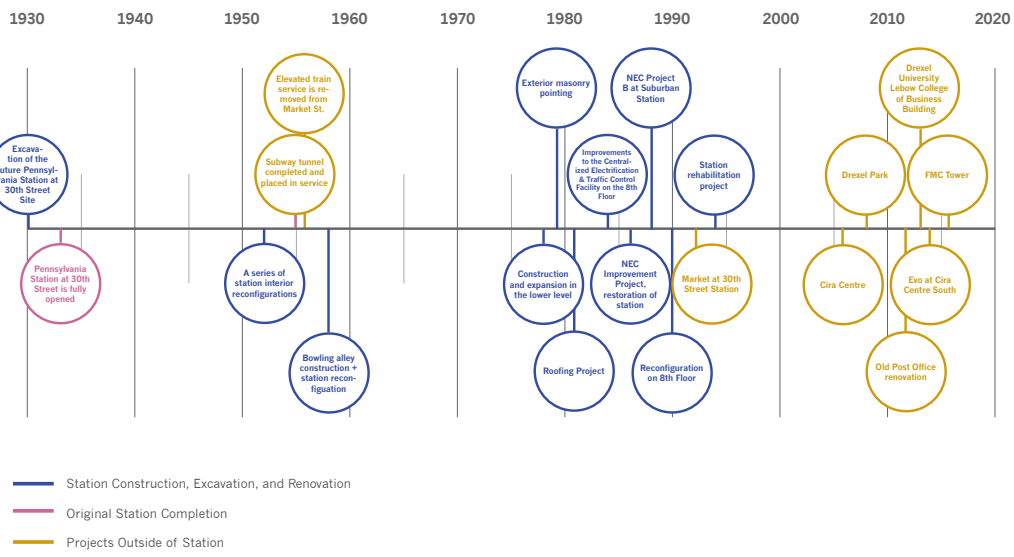 1930 1940 1950 1960 1970 1980 1990 2000 2010 2020
Elevated train
service is re-
moved from
Market St.
Exterior masonry
pointing
NEC Project
B at Suburban
Station
Drexel
University
Lebow College
of Business
Building
Excava-
tion of the
uture Pennsyl-
vania Station at
30th Street
Site
Subway tunnel
completed and
placed in service
Improvements
to the Central-
ized Electrification
& Traffic Control
Facility on the 8th
Floor
Station
rehabilitation
project
Drexel Park
FMC Tower
Pennsylvania
Station at 30th
Street is fully
opened
A series of
station interior
reconfigurations
Construction
and expansion in
the lower level
NEC
Improvement
Project,
restoration of
station
Market at 30th
Street Station
Cira Centre
Evo at Cira
Centre South
Bowling alley
construction +
station recon-
figuation
Roofing Project
Reconfiguration
on 8th Floor
Old Post Office
renovation
Station Construction, Excavation, and Renovation
Original Station Completion
Projects Outside of Station